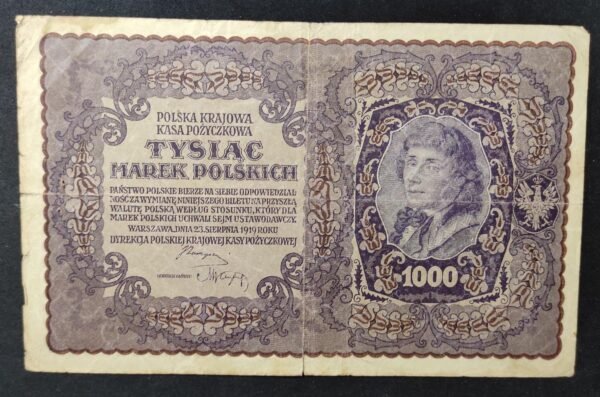 POLSKA KRAJOWA
KASA POŻYCZKOWA
TYSIĄC
MAREK POLSKICH
PAŃSTWO POLSKIE BIERZE NA SIEBIE ODPOWIEDZIAL
NOŚĆ ZA WYMIANĘ NINIEJSZEGO BILETU NA PRZYSZŁĄ
WALUTĘ POLSKĄ, WEDŁUG STOSUNKU, KTÓRY DLA
MAREK POLSKICH UCHWALI SEJM USTAWODAWCZY.
WARSZAWA, DNIA 23 SIERPNIA 1919 ROKU
DYREKCJA POLSKIEJ KRAJOWEJ KASY POŻYCZKOWEJ
1000